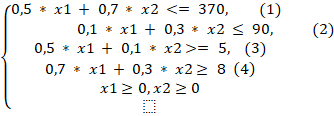 0,5 * x1 + 0,7 * x2 <= 370, (1)
0,1 * x1 + 0,3 * x2 ≤ 90, (2)
0,5 * x1 + 0,1 * x2>= 5, (3)
0,7 * x1 + 0,3 * x2≥ 8 (4)
x1≥ 0,x2≥ 0